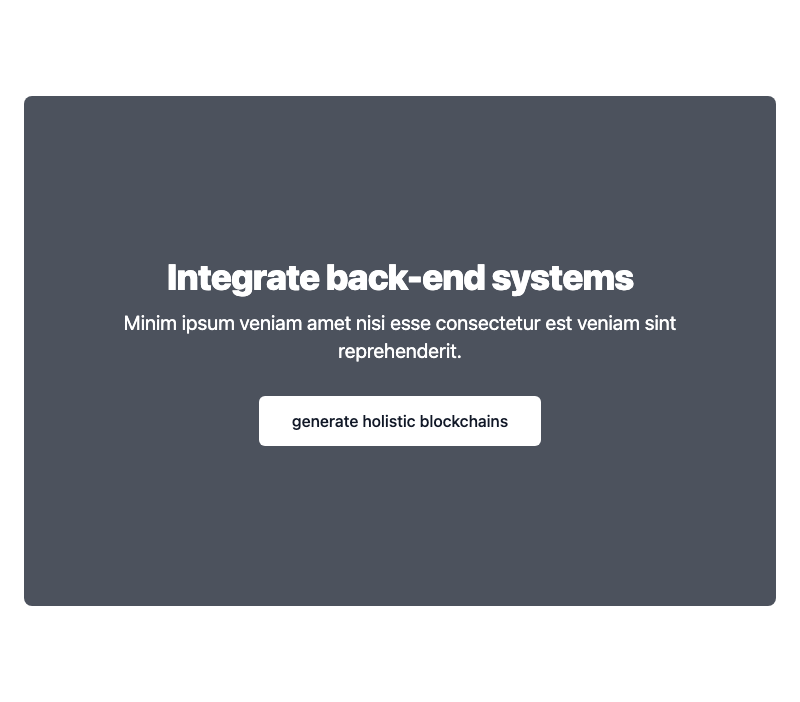 Integrate back-end systems
Minim ipsum veniam amet nisi esse consectetur est veniam sint
reprehenderit.
generate holistic blockchains